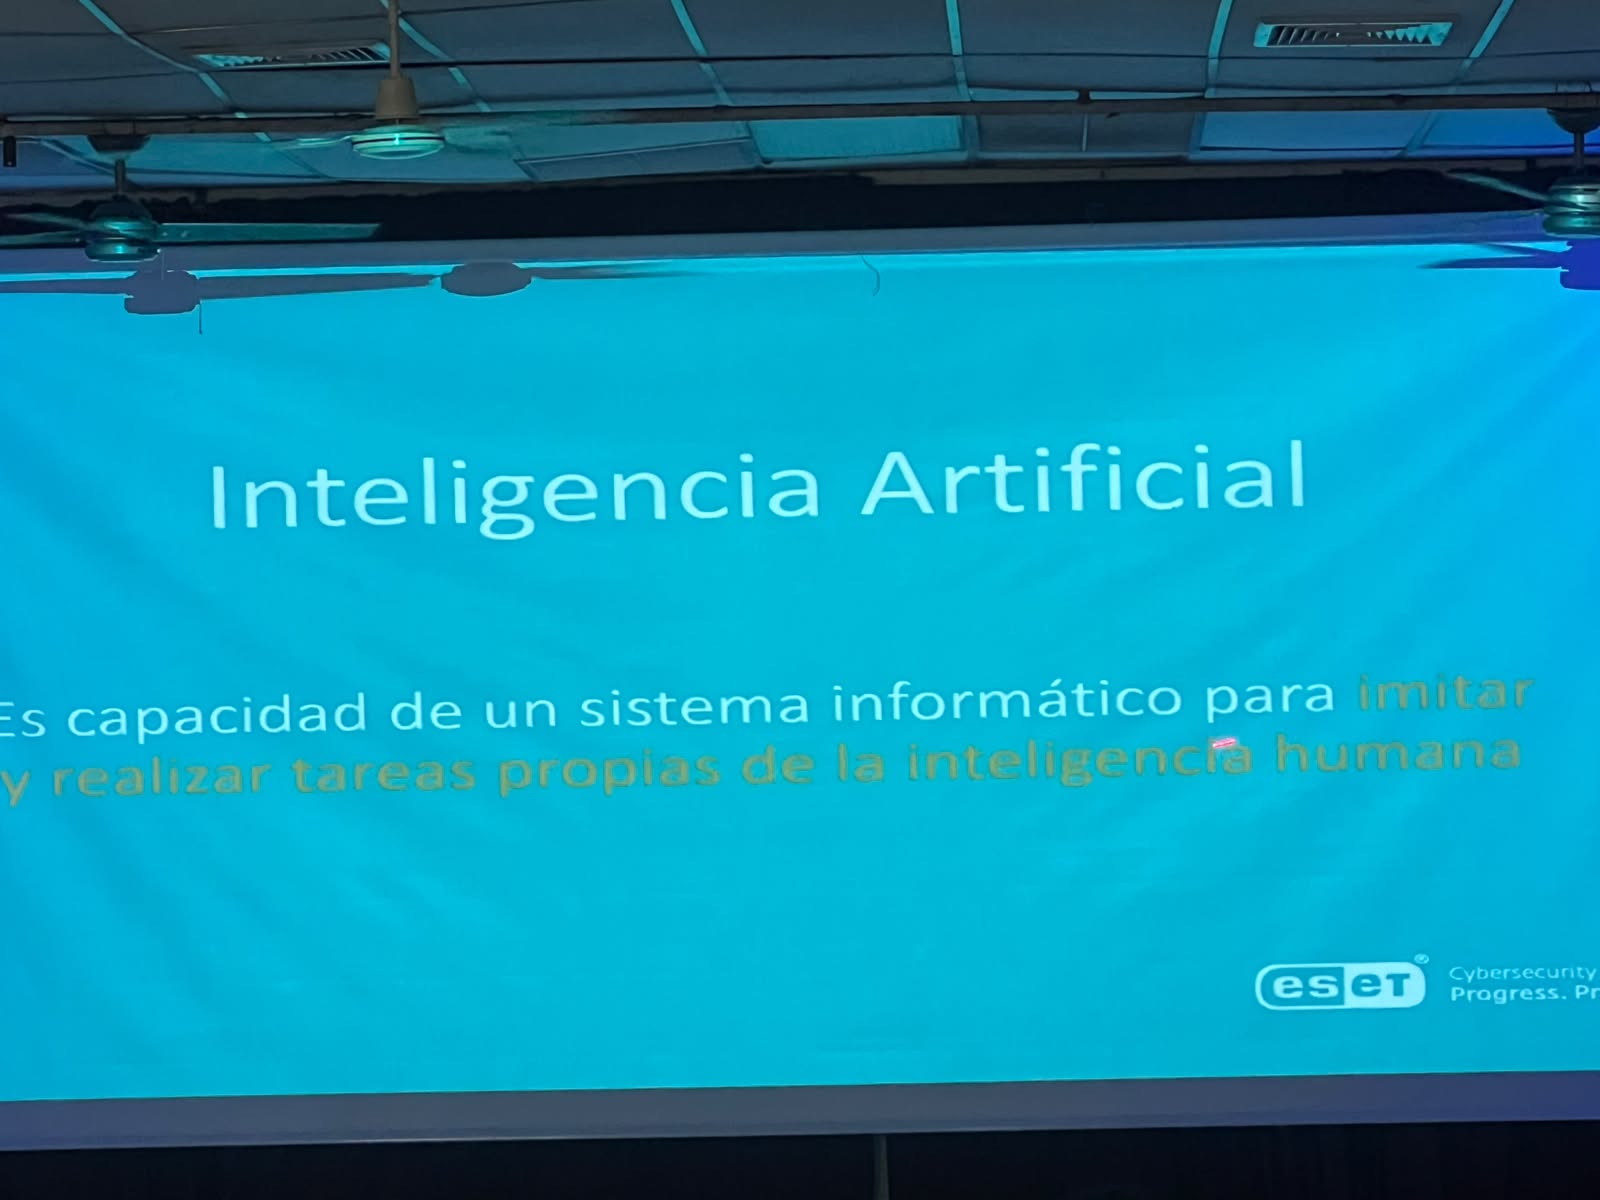 Inteligencia Artificial
Es capacidad de un sistema informático para imitar
y realizar tareas propias de la inteligencia humana
eset®
Cybersecurity
Progress. Pr